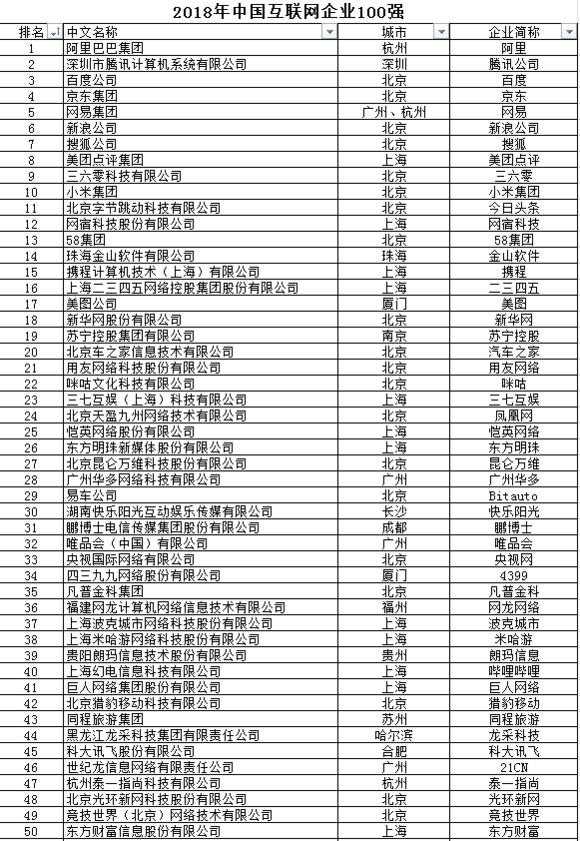 2018年中国互联网企业100强
排名 中文名称 城市 企业简称
1 阿里巴巴集团 杭州 阿里
2 深圳市腾讯计算机系统有限公司 深圳 腾讯公司
3 百度公司 北京 百度
4 京东集团 北京 京东
5 网易集团 广州、杭州 网易
6 新浪公司 北京 新浪公司
7 搜狐公司 北京 搜狐
8 美团点评集团 上海 美团点评
9 三六零科技有限公司 北京 三六零
10 小米集团 北京 小米集团
11 北京字节跳动科技有限公司 北京 今日头条
12 网宿科技股份有限公司 上海 网宿科技
13 58集团 北京 58集团
14 珠海金山软件有限公司 珠海 金山软件
15 携程计算机技术（上海）有限公司 上海 携程
16 上海二三四五网络控股集团股份有限公司 上海 二三四五
17 美图公司 厦门 美图
18 新华网股份有限公司 北京 新华网
19 苏宁控股集团有限公司 南京 苏宁控股
20 北京车之家信息技术有限公司 北京 汽车之家
21 用友网络科技股份有限公司 北京 用友网络
22 咪咕文化科技有限公司 北京 咪咕
23 三七互娱（上海）科技有限公司 上海 三七互娱
24 北京天盈九州网络技术有限公司 北京 凤凰网
25 恺英网络股份有限公司 上海 恺英网络
26 东方明珠新媒体股份有限公司 上海 东方明珠
27 北京昆仑万维科技股份有限公司 北京 昆仑万维
28 广州华多网络科技有限公司 广州 广州华多
29 易车公司 北京 Bitauto
30 湖南快乐阳光互动娱乐传媒有限公司 长沙 快乐阳光
31 鹏博士电信传媒集团股份有限公司 成都 鹏博士
32 唯品会（中国）有限公司 广州 唯品会
33 央视国际网络有限公司 北京 央视网
34 四三九九网络股份有限公司 厦门 4399
35 凡普金科集团 北京 凡普金科
36 福建网龙计算机网络信息技术有限公司 福州 网龙网络
37 上海波克城市网络科技股份有限公司 上海 波克城市
38 上海米哈游网络科技股份有限公司 上海 米哈游
39 贵阳朗玛信息技术股份有限公司 贵州 朗玛信息
40 上海幻电信息科技有限公司 上海 哔哩哔哩
41 巨人网络集团股份有限公司 上海 巨人网络
42 北京猎豹移动科技有限公司 北京 猎豹移动
43 同程旅游集团 苏州 同程旅游
44 黑龙江龙采科技集团有限责任公司 哈尔滨 龙采科技
45 科大讯飞股份有限公司 合肥 科大讯飞
46 世纪龙信息网络有限责任公司 广州 21CN
47 杭州泰一指尚科技有限公司 杭州 泰一指尚
48 北京光环新网科技股份有限公司 北京 光环新网
49 竞技世界（北京）网络技术有限公司 北京 竞技世界
50 东方财富信息股份有限公司 上海 东方财富